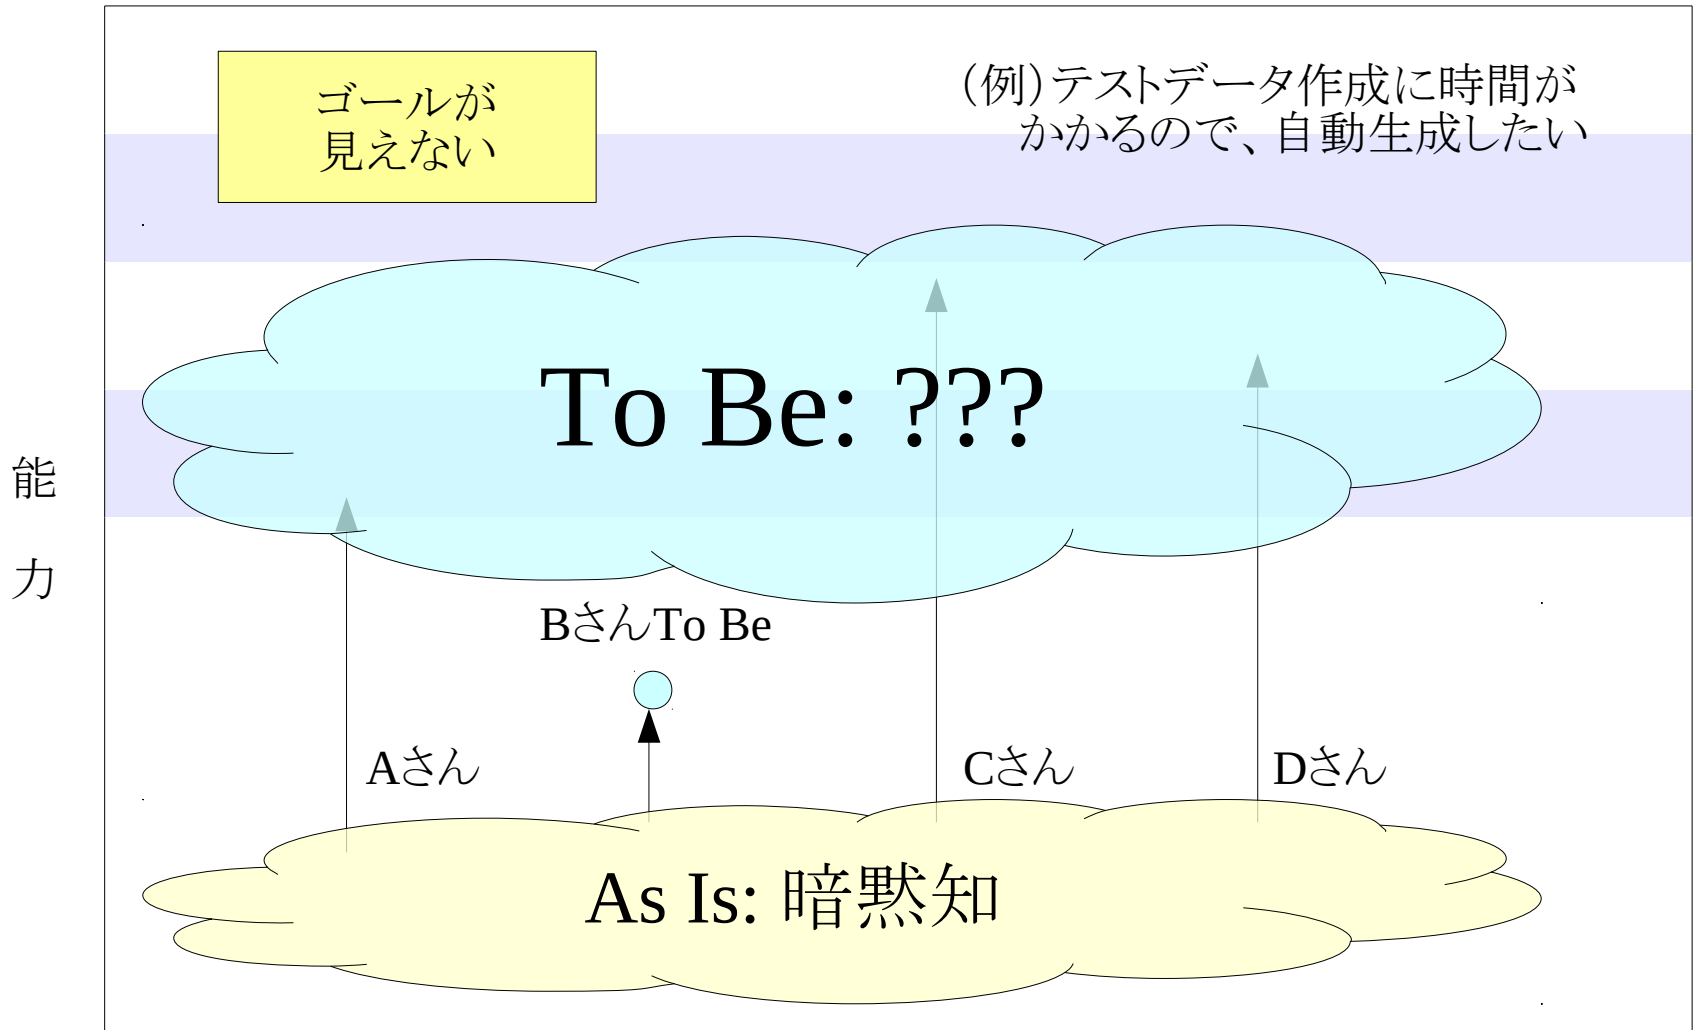 ゴールが
見えない
（例）テストデータ作成に時間が
かかるので、自動生成したい
To Be: ???
能
力
BさんTo Be
Aさん
Cさん
Dさん
As Is: 暗黙知